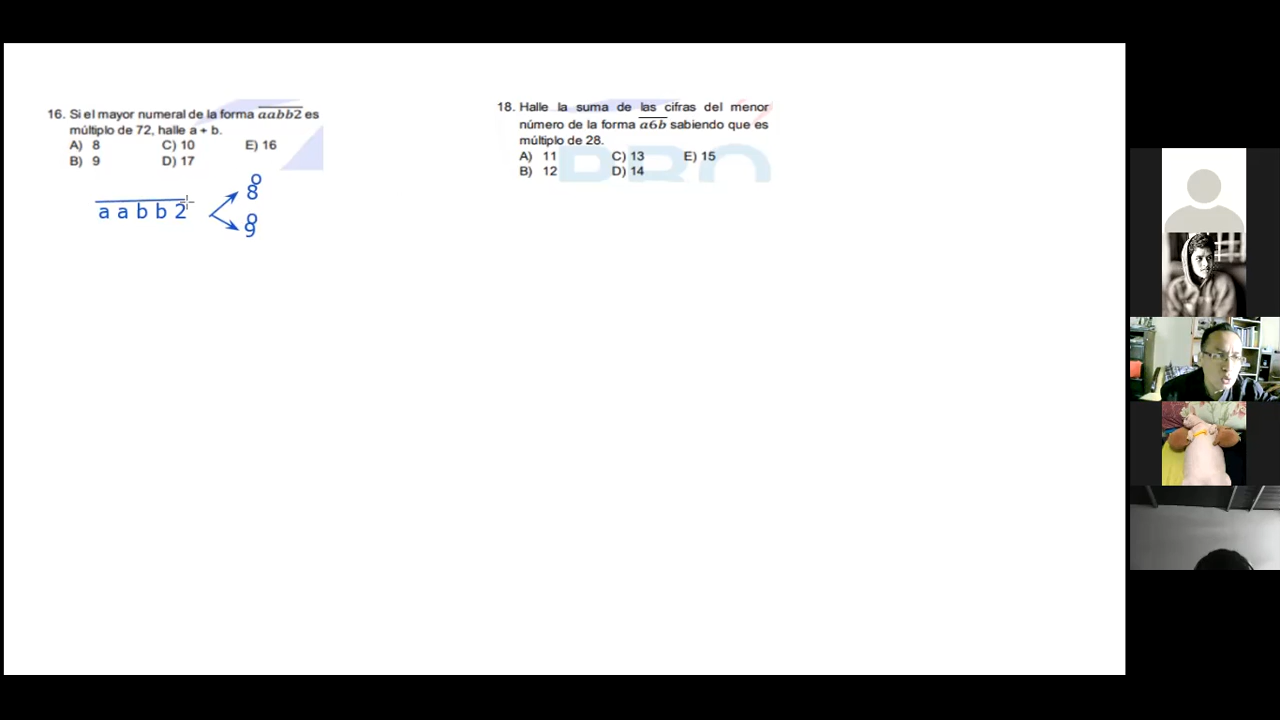 16. Si el mayor numeral de la forma aabb2 es
múltiplo de 72, halle a + b.
A) 8 C) 10 E) 16
B) 9 D) 17
a a b b 2
o
8
o
9
18. Halle la suma de las cifras del menor
número de la forma a6b sabiendo que es
múltiplo de 28.
A) 11 C) 13 E) 15
B) 12 D) 14
PRO